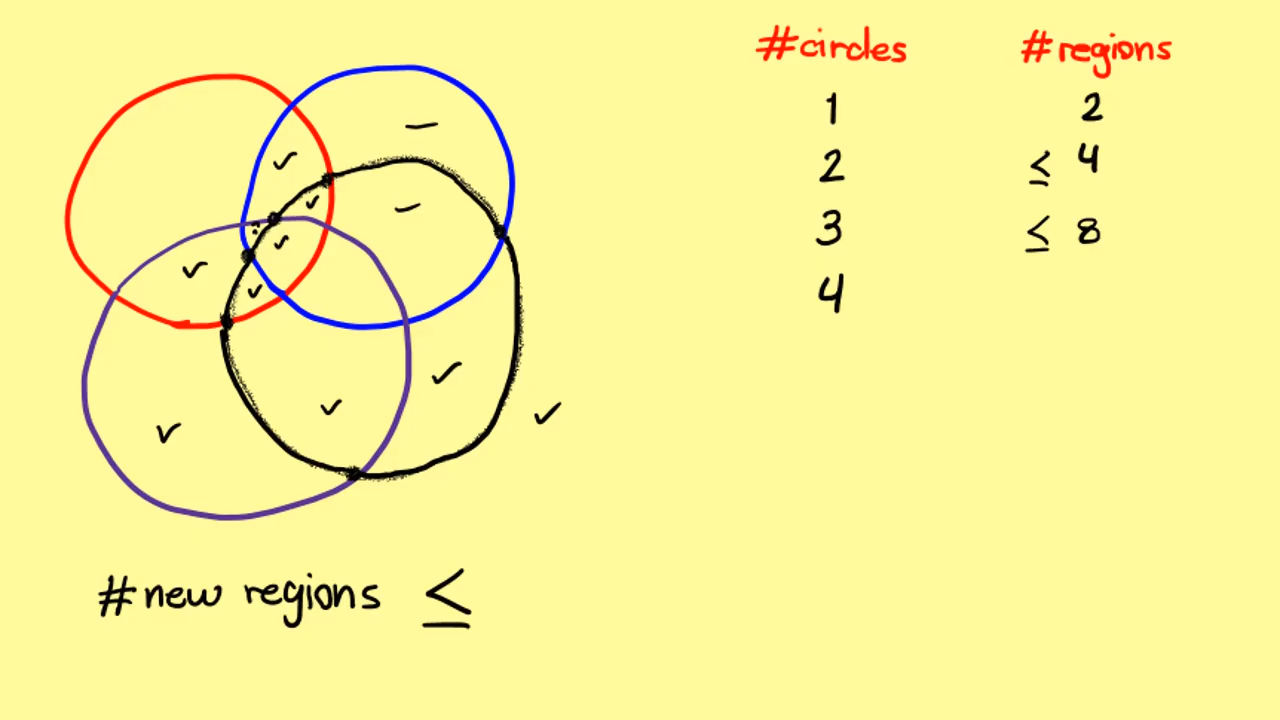 #circles #regions
1 2
2 ≤ 4
3 ≤ 8
4
#new regions ≤